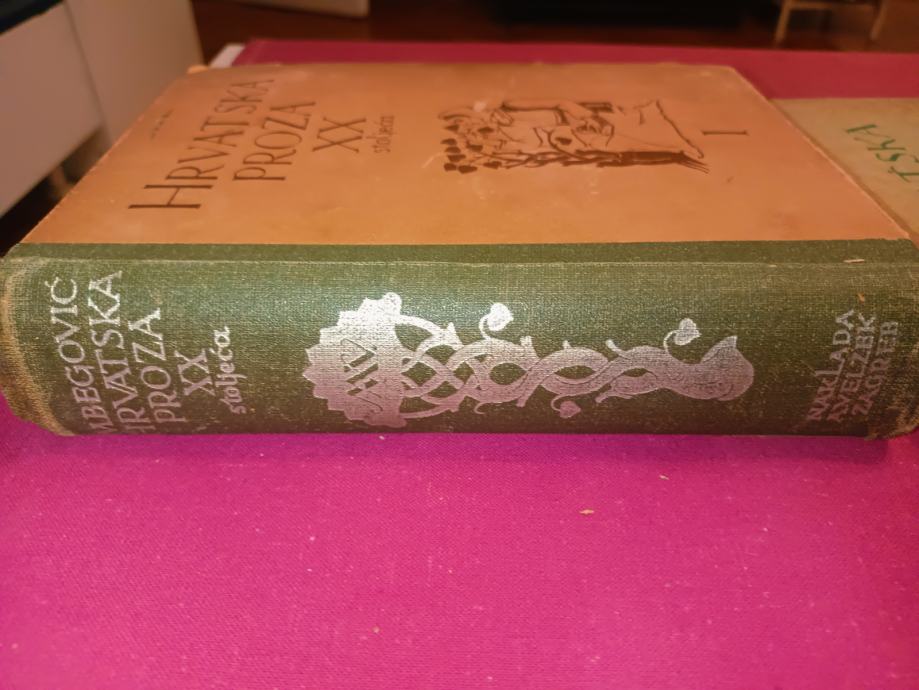 HRVATSKA
PROZA
XX
stoljeća
I
M BEGOVIĆ
HRVATSKA
PROZA
XX
stoljeća
NAKLADA
A VELZEK
ZAGREB